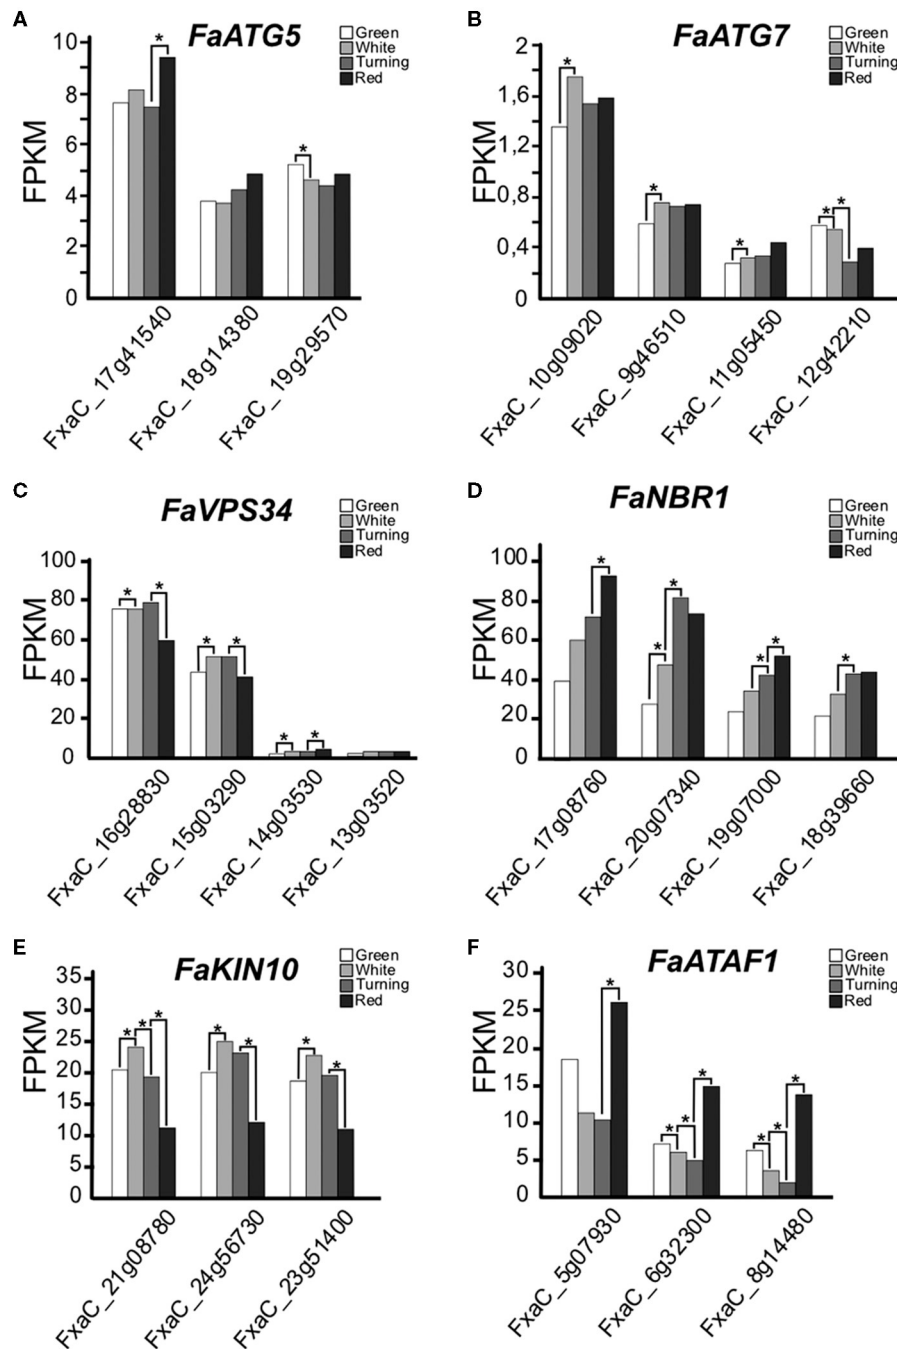 A
FaATG5
Green
White
Turning
Red
FPKM
10
8
6
4
2
0
*
*
FxaC_17g41540
FxaC_18g14380
FxaC_19g29570
B
FaATG7
Green
White
Turning
Red
FPKM
2
1,6
1,2
0,8
0,4
0
*
*
*
* *
FxaC_10g09020
FxaC_9g46510
FxaC_11g05450
FxaC_12g42210
C
FaVPS34
Green
White
Turning
Red
FPKM
100
80
60
40
20
0
* *
* *
* *
FxaC_16g28830
FxaC_15g03290
FxaC_14g03530
FxaC_13g03520
D
FaNBR1
Green
White
Turning
Red
FPKM
100
80
60
40
20
0
*
* *
* *
*
FxaC_17g08760
FxaC_20g07340
FxaC_19g07000
FxaC_18g39660
E
FaKIN10
Green
White
Turning
Red
FPKM
35
30
25
20
15
10
5
0
* * *
* *
* *
FxaC_21g08780
FxaC_24g56730
FxaC_23g51400
F
FaATAF1
Green
White
Turning
Red
FPKM
30
25
20
15
10
5
0
*
* * *
* * *
FxaC_5g07930
FxaC_6g32300
FxaC_8g14480